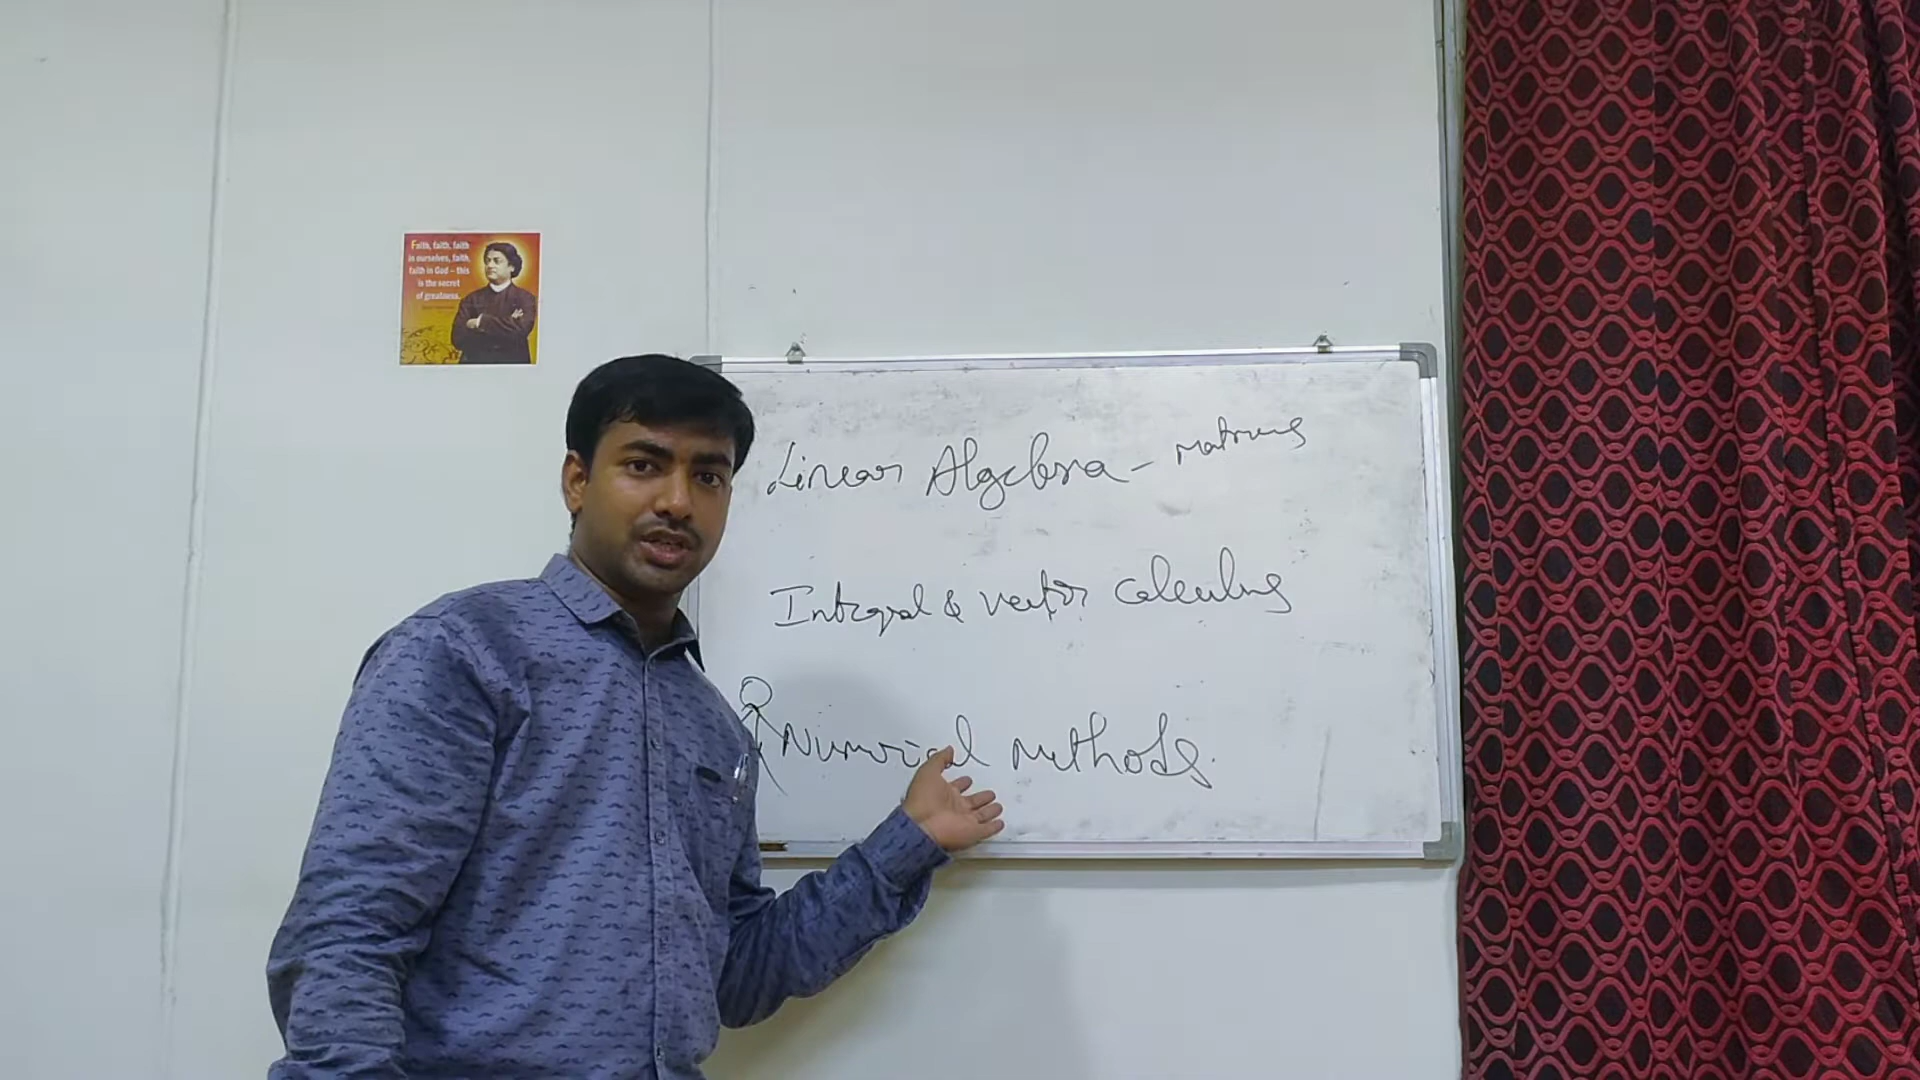 Faith, faith, faith
in ourselves, faith,
faith in God – this
is the secret
of greatness.
Linear Algebra - matrices
Integral & vector calculus
Numerical methods.